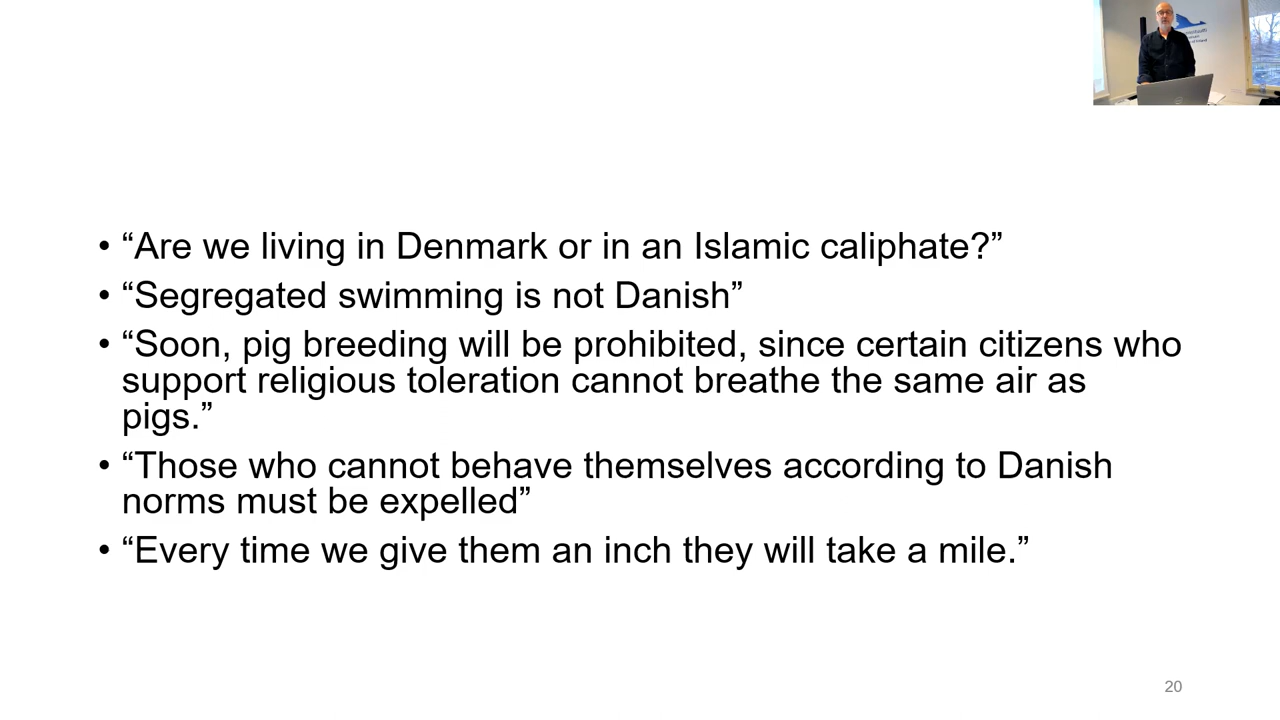 • “Are we living in Denmark or in an Islamic caliphate?”
• “Segregated swimming is not Danish”
• “Soon, pig breeding will be prohibited, since certain citizens who
support religious toleration cannot breathe the same air as
pigs.”
• “Those who cannot behave themselves according to Danish
norms must be expelled”
• “Every time we give them an inch they will take a mile.”
20